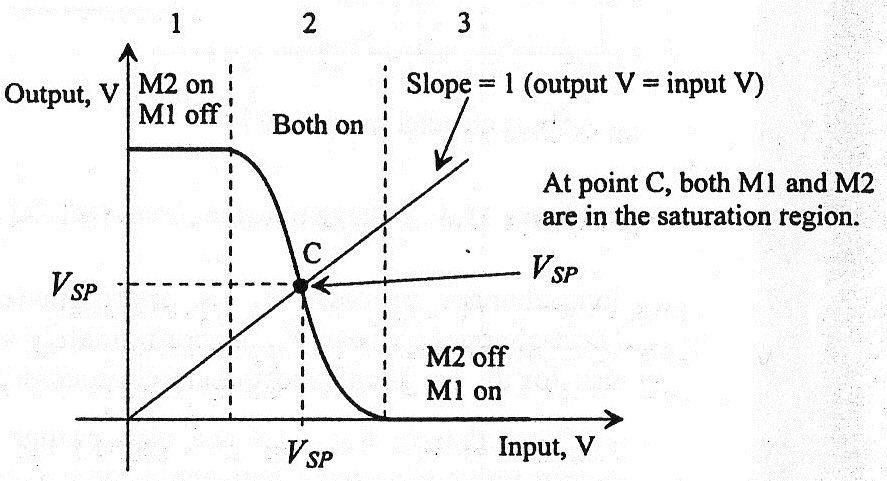 1 2 3
Output, V
M2 on
M1 off
Both on
Slope = 1 (output V = input V)
At point C, both M1 and M2
are in the saturation region.
C
V_SP
V_SP
M2 off
M1 on
V_SP
Input, V